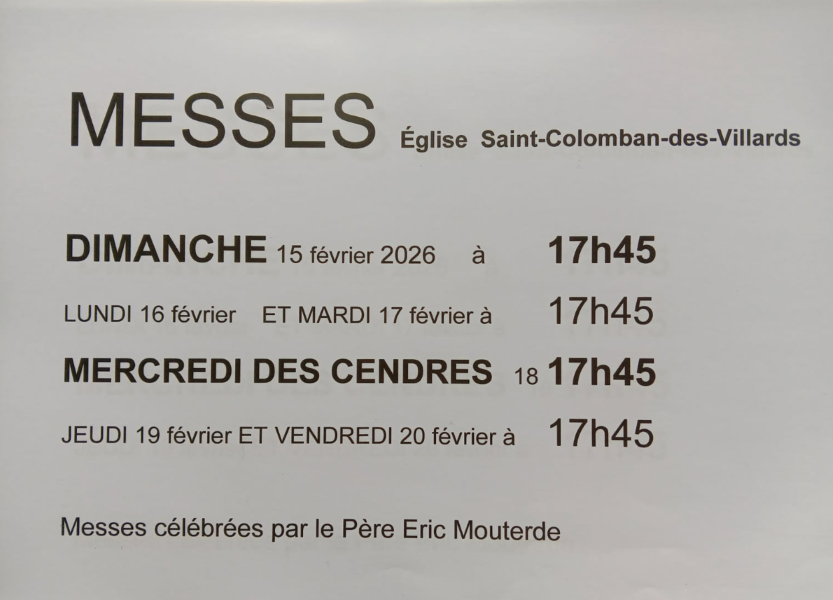 MESSES Église Saint-Colomban-des-Villards
DIMANCHE 15 février 2026 à 17h45
LUNDI 16 février ET MARDI 17 février à 17h45
MERCREDI DES CENDRES 18 17h45
JEUDI 19 février ET VENDREDI 20 février à 17h45
Messes célébrées par le Père Eric Mouterde